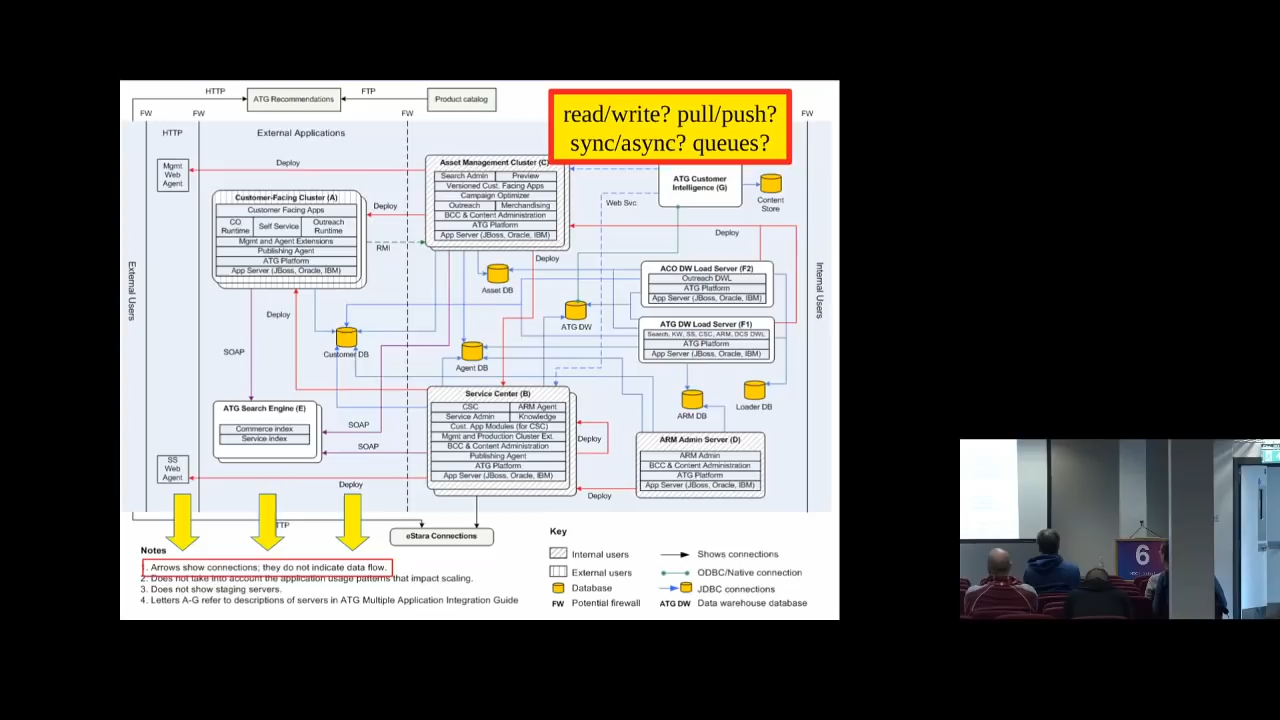 HTTP
ATG Recommendations
FTP
Product catalog
read/write? pull/push?
sync/async? queues?
FW
FW
FW
FW
HTTP
External Applications
Mgmt
Web
Agent
Deploy
Asset Management Cluster (C)
Search Admin
Preview
Versioned Cust. Facing Apps
Campaign Optimizer
Outreach
Merchandising
BCC & Content Administration
ATG Platform
App Server (JBoss, Oracle, IBM)
ATG Customer
Intelligence (G)
Content
Store
Web Svc
Customer-Facing Cluster (A)
Customer Facing Apps
CO
Runtime
Self Service
Outreach
Runtime
Mgmt and Agent Extensions
Publishing Agent
ATG Platform
App Server (JBoss, Oracle, IBM)
Deploy
RMI
Deploy
Deploy
External Users
Internal Users
Asset DB
ACO DW Load Server (F2)
Outreach DWL
ATG Platform
App Server (JBoss, Oracle, IBM)
Deploy
ATG DW
ATG DW Load Server (F1)
Search, KW, SS, CSC, ARM, DCS DWL
ATG Platform
App Server (JBoss, Oracle, IBM)
SOAP
Customer DB
Agent DB
ARM DB
Loader DB
ATG Search Engine (E)
Commerce index
Service index
SOAP
SOAP
Service Center (B)
CSC
ARM Agent
Service Admin
Knowledge
Cust. App Modules (for CSC)
Mgmt and Production Cluster Ext.
BCC & Content Administration
Publishing Agent
ATG Platform
App Server (JBoss, Oracle, IBM)
Deploy
ARM Admin Server (D)
ARM Admin
BCC & Content Administration
ATG Platform
App Server (JBoss, Oracle, IBM)
SS
Web
Agent
Deploy
Deploy
TTP
eStara Connections
Notes
1. Arrows show connections; they do not indicate data flow.
2. Does not take into account the application usage patterns that impact scaling.
3. Does not show staging servers.
4. Letters A-G refer to descriptions of servers in ATG Multiple Application Integration Guide
Key
Internal users
Shows connections
External users
ODBC/Native connection
Database
JDBC connections
FW
Potential firewall
ATG DW
Data warehouse database
6